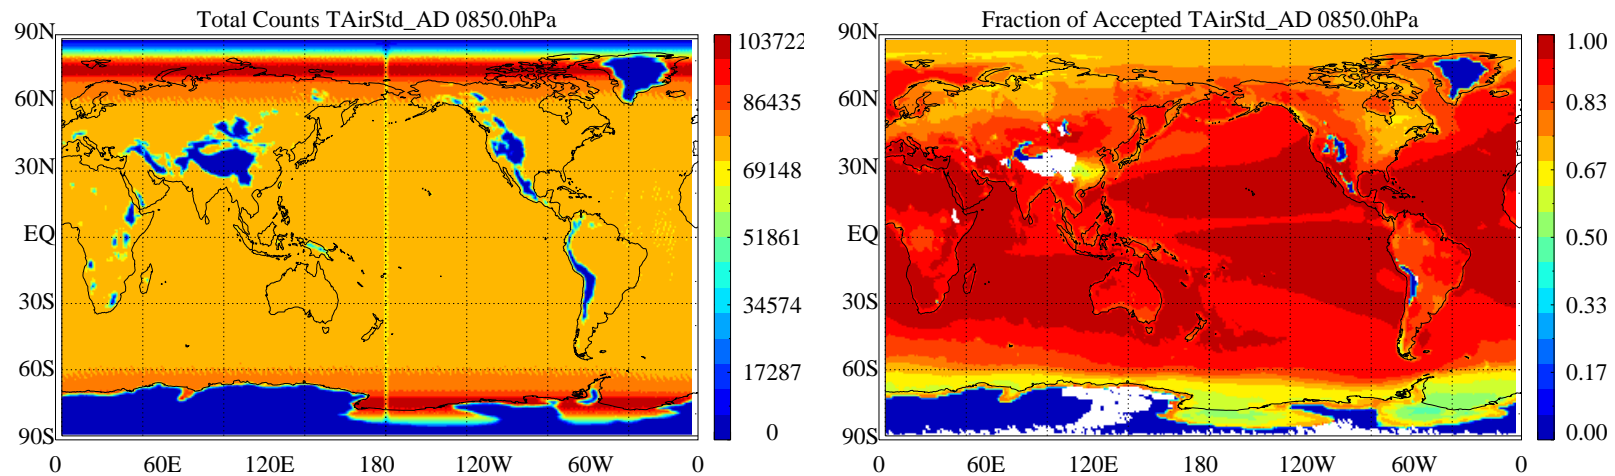 Total Counts TAirStd_AD 0850.0hPa
90N
60N
30N
EQ
30S
60S
90S
0 60E 120E 180 120W 60W 0
103722
86435
69148
51861
34574
17287
0
Fraction of Accepted TAirStd_AD 0850.0hPa
90N
60N
30N
EQ
30S
60S
90S
0 60E 120E 180 120W 60W 0
1.00
0.83
0.67
0.50
0.33
0.17
0.00